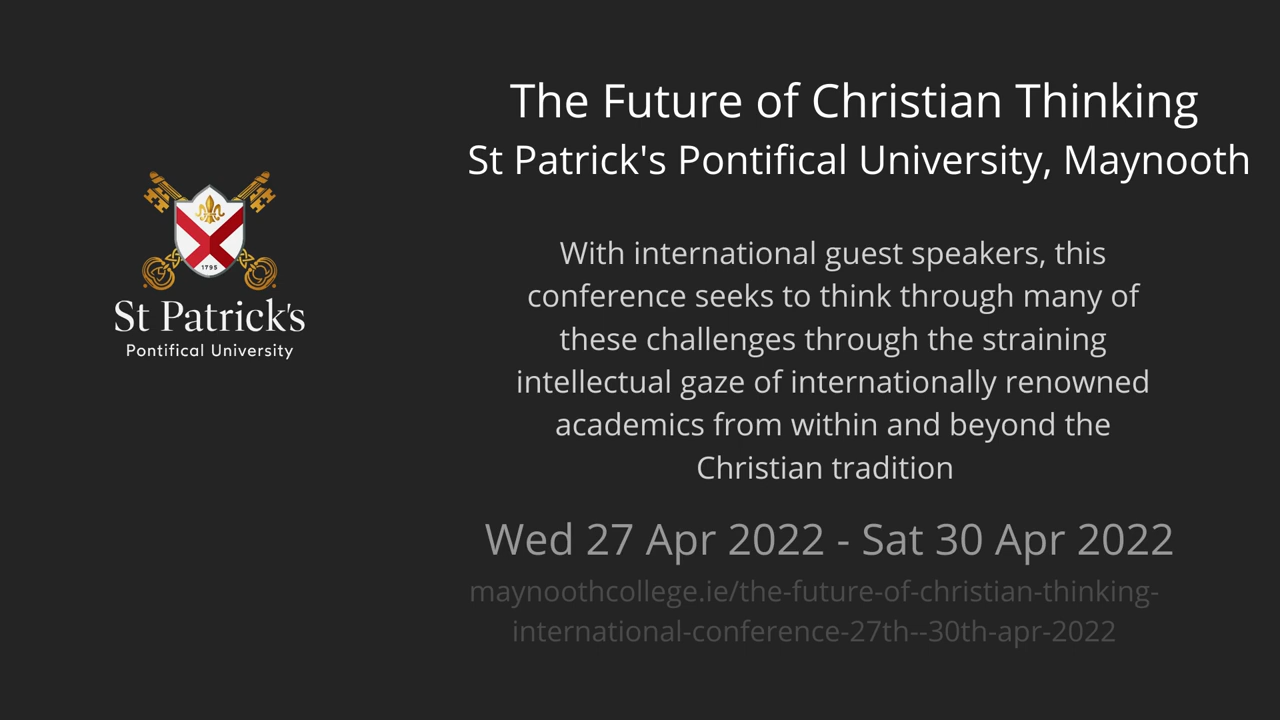 The Future of Christian Thinking
St Patrick's Pontifical University, Maynooth
1795
St Patrick's
Pontifical University
With international guest speakers, this
conference seeks to think through many of
these challenges through the straining
intellectual gaze of internationally renowned
academics from within and beyond the
Christian tradition
Wed 27 Apr 2022 - Sat 30 Apr 2022
maynoothcollege.ie/the-future-of-christian-thinking-
international-conference-27th--30th-apr-2022